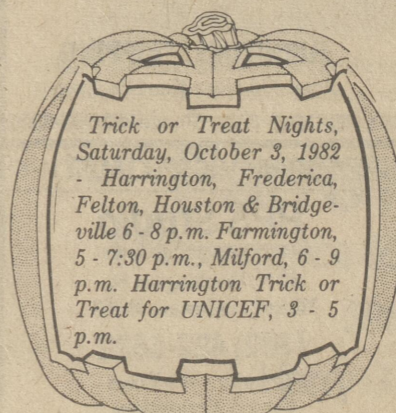 Trick or Treat Nights,
Saturday, October 3, 1982
- Harrington, Frederica,
Felton, Houston & Bridge-
ville 6 - 8 p.m. Farmington,
5 - 7:30 p.m., Milford, 6 - 9
p.m. Harrington Trick or
Treat for UNICEF, 3 - 5
p.m.